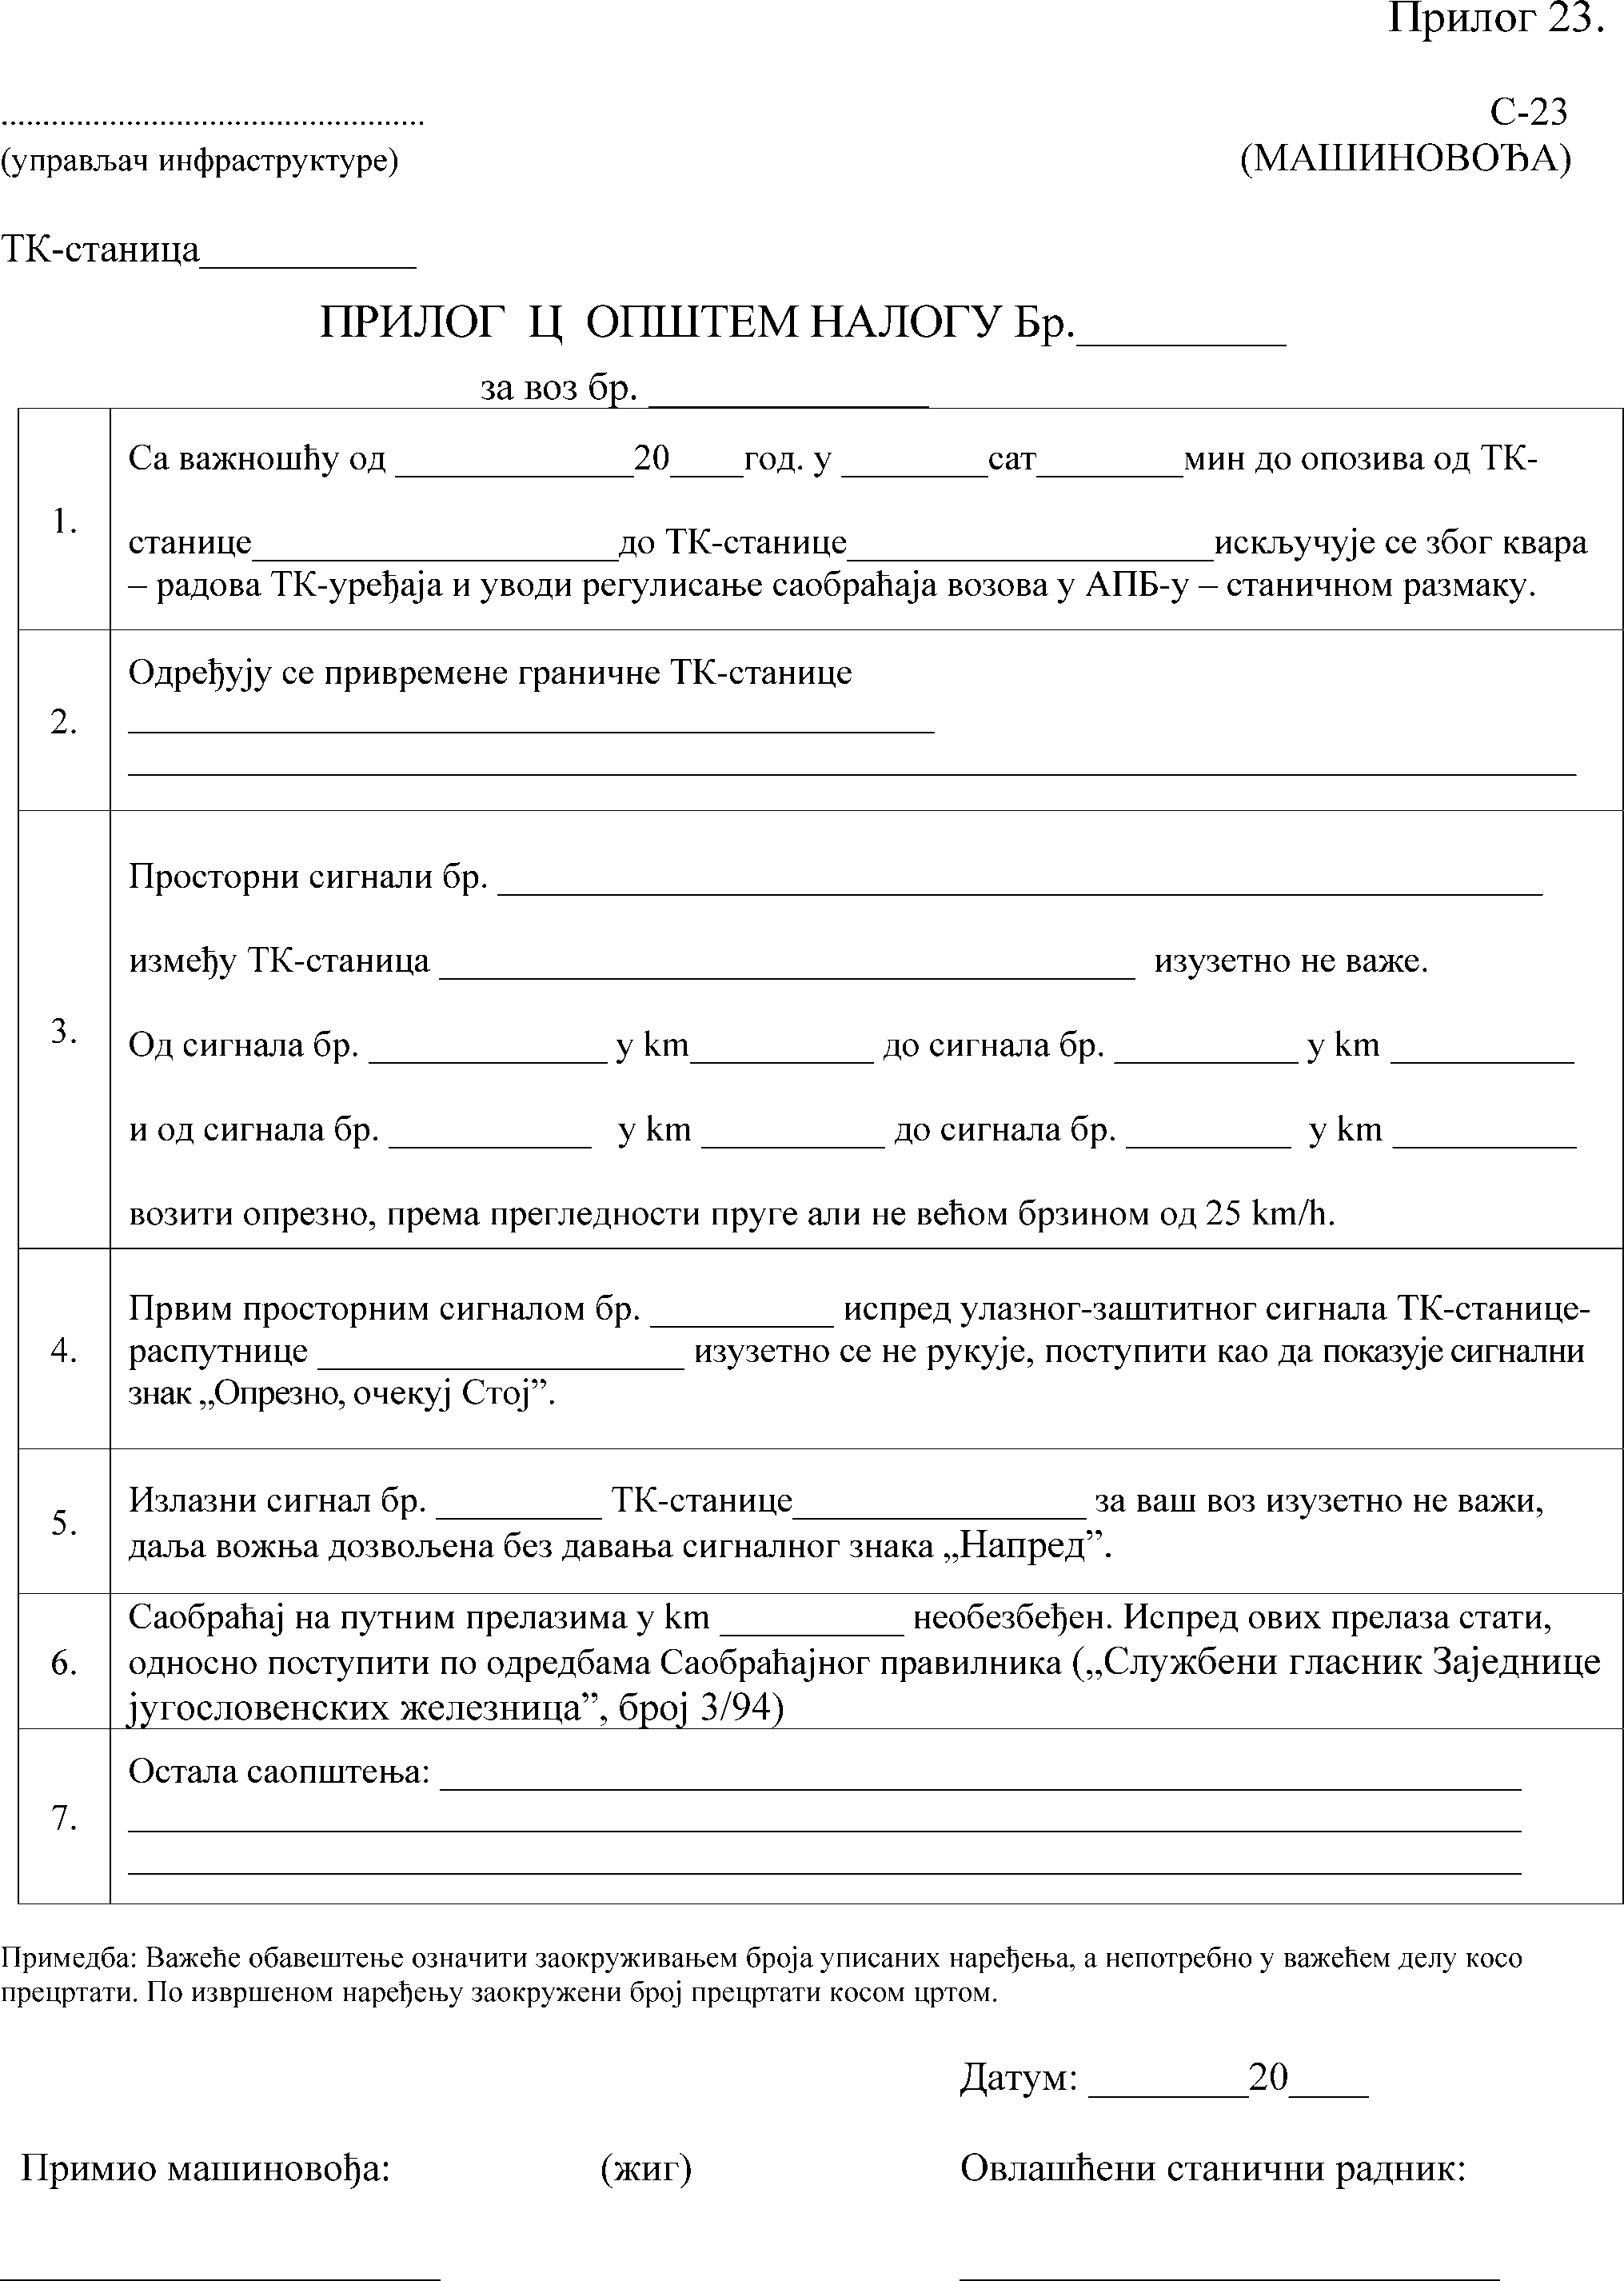 Прилог 23.
................................................. С-23
(управљач инфраструктуре) (МАШИНОВОЂА)
ТК-станица___________
ПРИЛОГ Ц ОПШТЕМ НАЛОГУ Бр.__________
за воз бр. ______________
1. Са важношћу од _____________20____год. у ________сат________мин до опозива од ТК-
станице____________________до ТК-станице____________________искључује се због квара
– радова ТК-уређаја и уводи регулисање саобраћаја возова у АПБ-у – станичном размаку.
2. Одређују се привремене граничне ТК-станице
____________________________________________
_______________________________________________________________________________
3. Просторни сигнали бр. _________________________________________________________
између ТК-станица ______________________________________ изузетно не важе.
Од сигнала бр. _____________ у km__________ до сигнала бр. __________ у km __________
и од сигнала бр. ___________ у km __________ до сигнала бр. _________ у km __________
возити опрезно, према прегледности пруге али не већом брзином од 25 km/h.
4. Првим просторним сигналом бр. __________ испред улазног-заштитног сигнала ТК-станице-
распутнице ____________________ изузетно се не рукује, поступити као да показује сигнални
знак „Опрезно, очекуј Стој”.
5. Излазни сигнал бр. _________ ТК-станице________________ за ваш воз изузетно не важи,
даља вожња дозвољена без давања сигналног знака „Напред”.
6. Саобраћај на путним прелазима у km __________ необезбеђен. Испред ових прелаза стати,
односно поступити по одредбама Саобраћајног правилника („Службени гласник Заједнице
југословенских железница”, број 3/94)
7. Остала саопштења: ___________________________________________________________
____________________________________________________________________________
____________________________________________________________________________
Примедба: Важеће обавештење означити заокруживањем броја уписаних наређења, а непотребно у важећем делу косо
прецртати. По извршеном наређењу заокружени број прецртати косом цртом.
Датум: ________20____
Примио машиновођа: (жиг) Овлашћени станични радник:
______________________ ___________________________